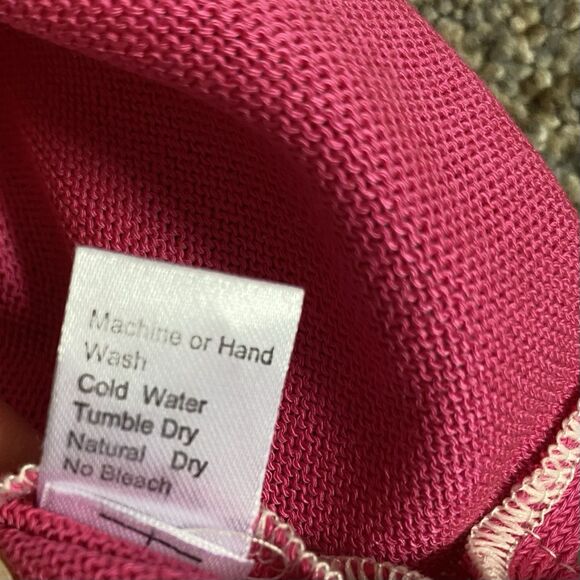 Machine or Hand
Wash
Cold Water
Tumble Dry
Natural Dry
No Bleach